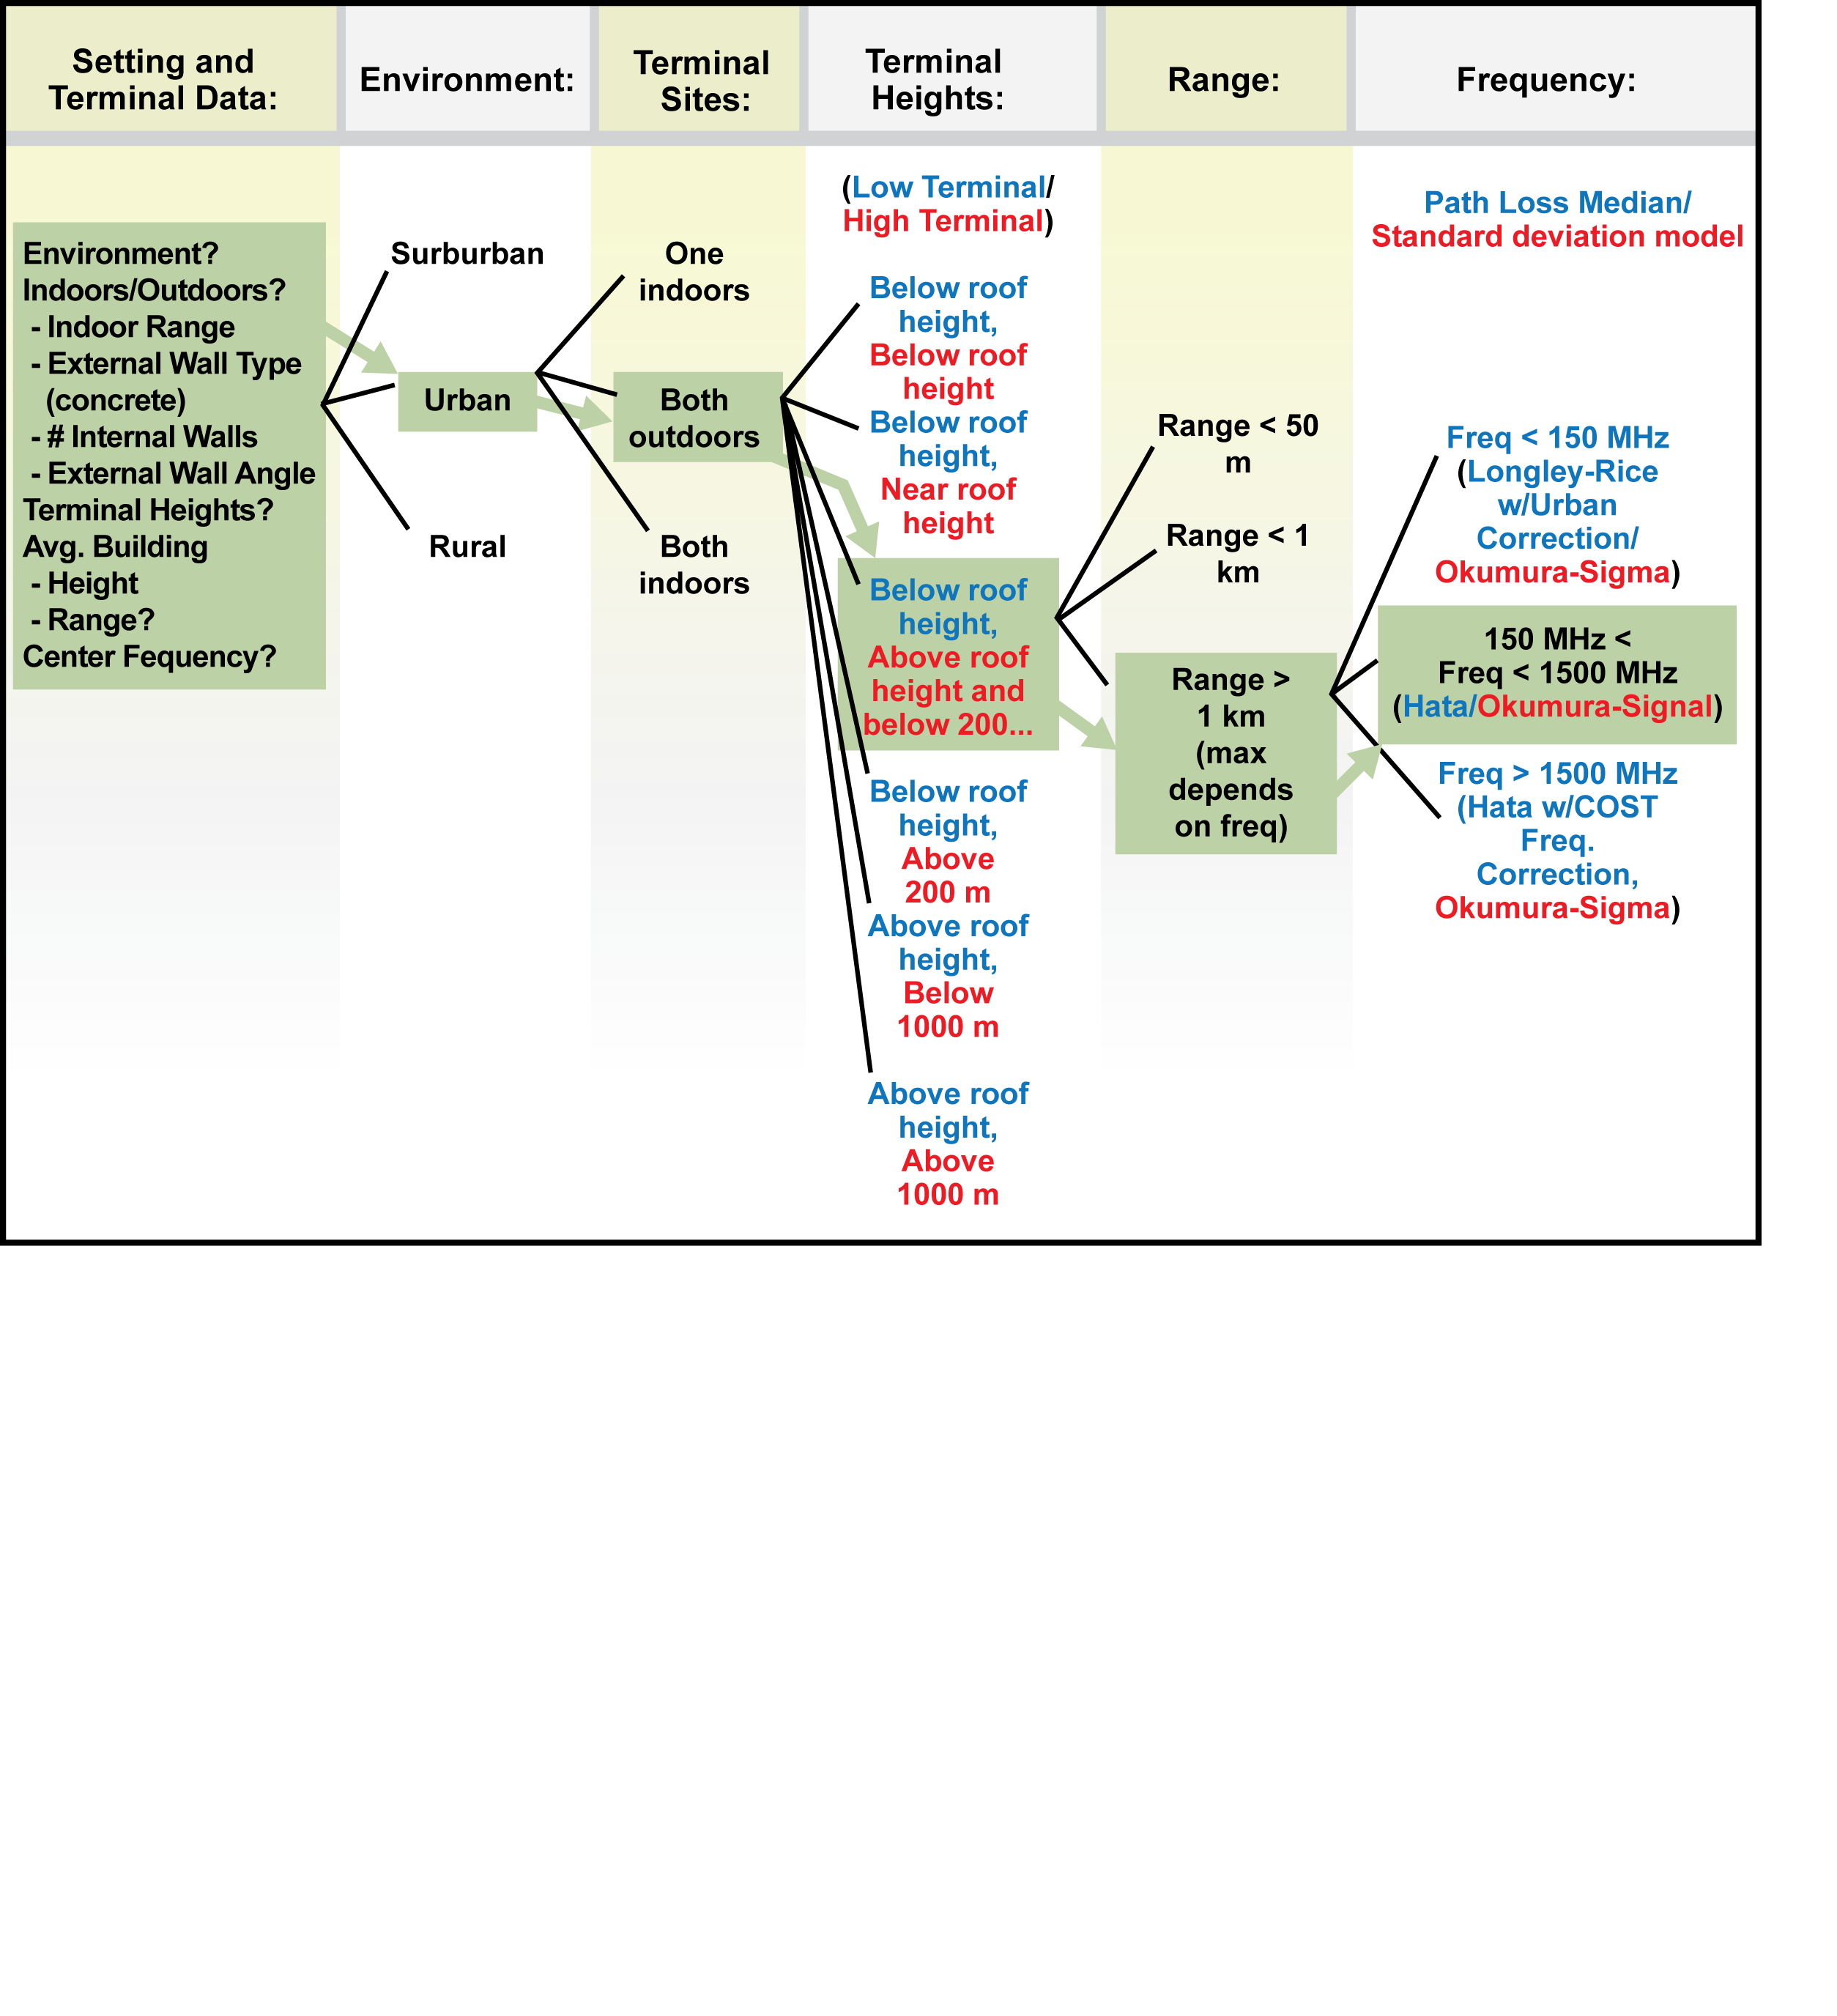 Setting and
Terminal Data:
Environment:
Terminal
Sites:
Terminal
Heights:
Range:
Frequency:
Environment?
Indoors/Outdoors?
- Indoor Range
- External Wall Type
(concrete)
- # Internal Walls
- External Wall Angle
Terminal Heights?
Avg. Building
- Height
- Range?
Center Fequency?
Surburban
Urban
Rural
One
indoors
Both
outdoors
Both
indoors
(Low Terminal/
High Terminal)
Below roof
height,
Below roof
height
Below roof
height,
Near roof
height
Below roof
height,
Above roof
height and
below 200...
Below roof
height,
Above
200 m
Above roof
height,
Below
1000 m
Above roof
height,
Above
1000 m
Range < 50
m
Range < 1
km
Range >
1 km
(max
depends
on freq)
Path Loss Median/
Standard deviation model
Freq < 150 MHz
(Longley-Rice
w/Urban
Correction/
Okumura-Sigma)
150 MHz <
Freq < 1500 MHz
(Hata/Okumura-Signal)
Freq > 1500 MHz
(Hata w/COST
Freq.
Correction,
Okumura-Sigma)